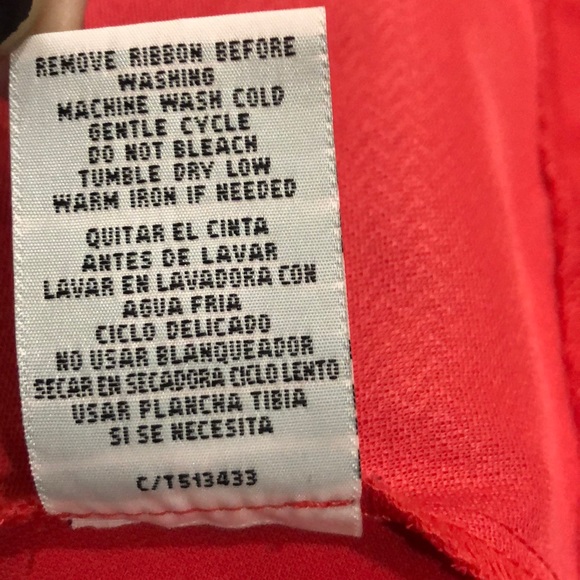 REMOVE RIBBON BEFORE
WASHING
MACHINE WASH COLD
GENTLE CYCLE
DO NOT BLEACH
TUMBLE DRY LOW
WARM IRON IF NEEDED
QUITAR EL CINTA
ANTES DE LAVAR
LAVAR EN LAVADORA CON
AGUA FRIA
CICLO DELICADO
NO USAR BLANQUEADOR
SECAR EN SECADORA CICLO LENTO
USAR PLANCHA TIBIA
SI SE NECESITA
C/T513433